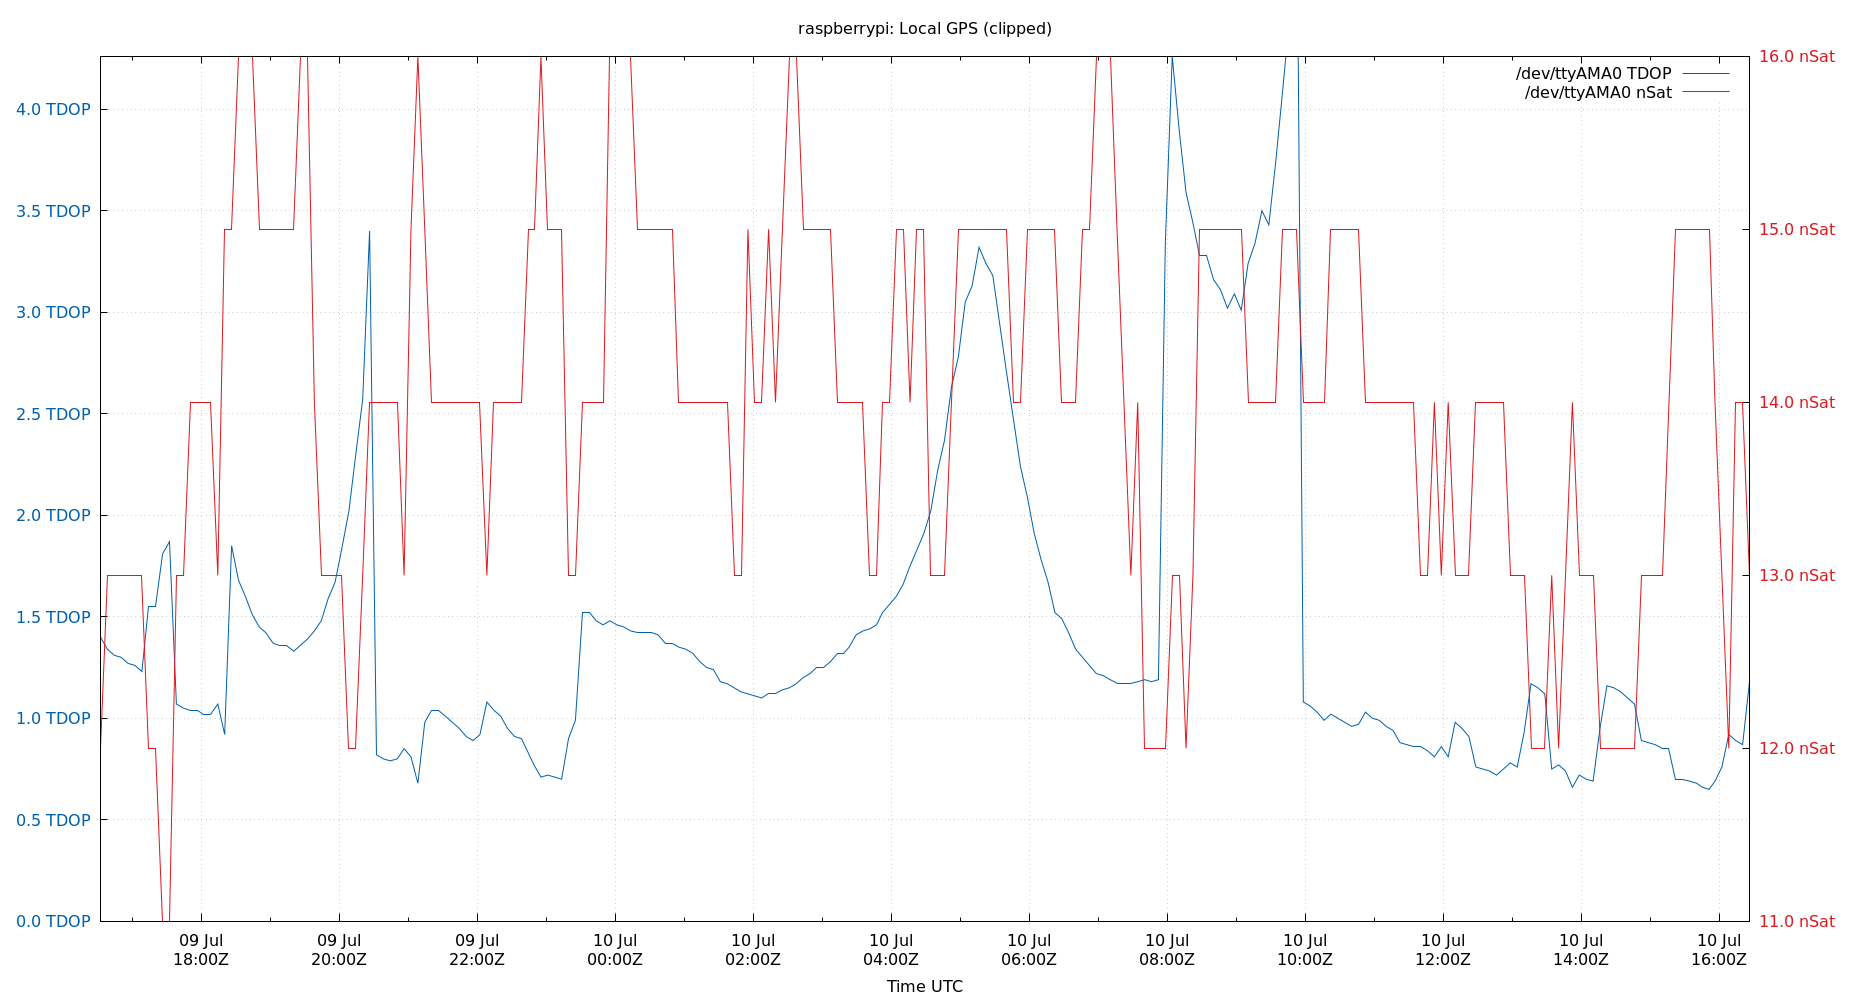 raspberrypi: Local GPS (clipped)
/dev/ttyAMA0 TDOP
/dev/ttyAMA0 nSat
4.0 TDOP
3.5 TDOP
3.0 TDOP
2.5 TDOP
2.0 TDOP
1.5 TDOP
1.0 TDOP
0.5 TDOP
0.0 TDOP
16.0 nSat
15.0 nSat
14.0 nSat
13.0 nSat
12.0 nSat
11.0 nSat
09 Jul
18:00Z
09 Jul
20:00Z
09 Jul
22:00Z
10 Jul
00:00Z
10 Jul
02:00Z
10 Jul
04:00Z
10 Jul
06:00Z
10 Jul
08:00Z
10 Jul
10:00Z
10 Jul
12:00Z
10 Jul
14:00Z
10 Jul
16:00Z
Time UTC